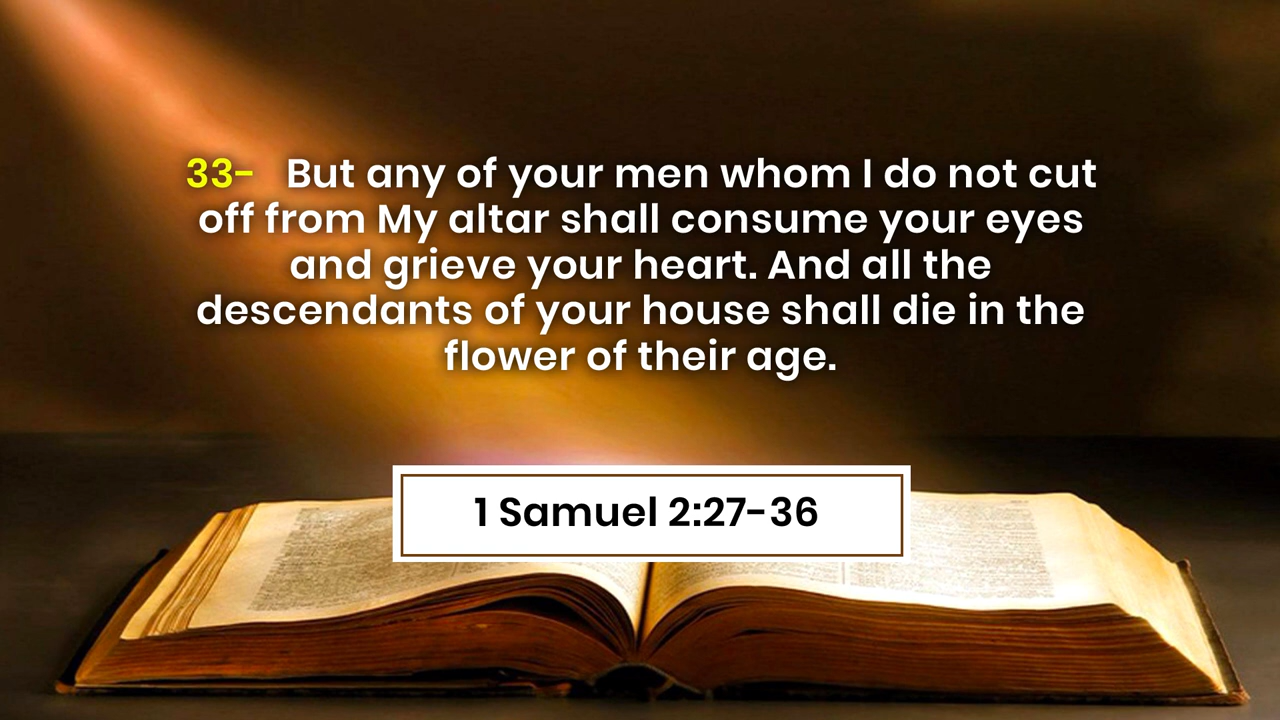 33- But any of your men whom I do not cut
off from My altar shall consume your eyes
and grieve your heart. And all the
descendants of your house shall die in the
flower of their age.
1 Samuel 2:27-36